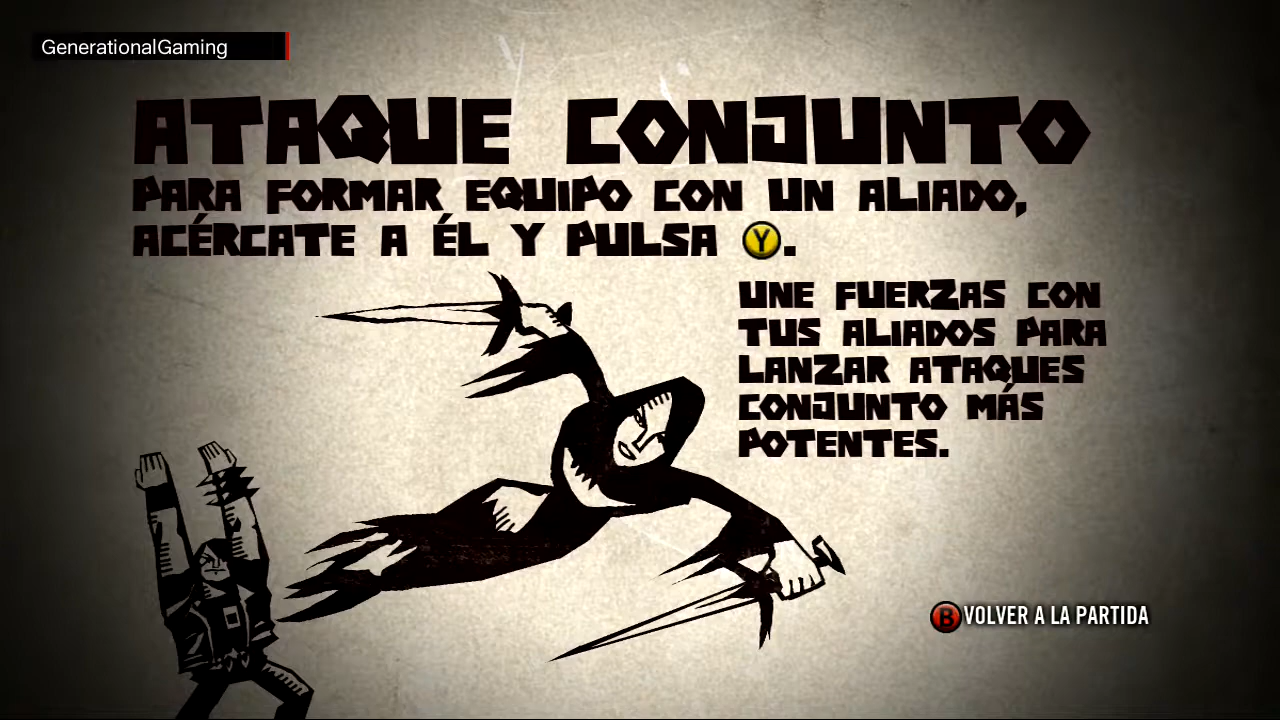 GenerationalGaming
ATAQUE CONJUNTO
PARA FORMAR EQUIPO CON UN ALIADO,
ACÉRCATE A ÉL Y PULSA Y.
UNE FUERZAS CON
TUS ALIADOS PARA
LANZAR ATAQUES
CONJUNTO MÁS
POTENTES.
B VOLVER A LA PARTIDA